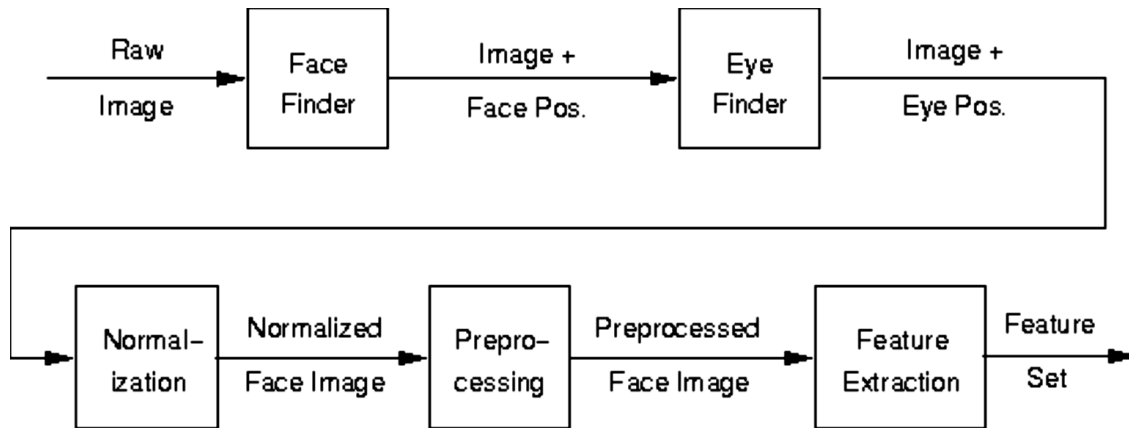 Raw
Image
Face
Finder
Image +
Face Pos.
Eye
Finder
Image +
Eye Pos.
Normal–
ization
Normalized
Face Image
Prepro–
cessing
Preprocessed
Face Image
Feature
Extraction
Feature
Set